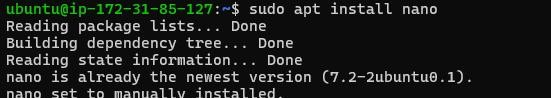 ubuntu@ip-172-31-85-127:~$ sudo apt install nano
Reading package lists... Done
Building dependency tree... Done
Reading state information... Done
nano is already the newest version (7.2-2ubuntu0.1).
nano set to manually installed.